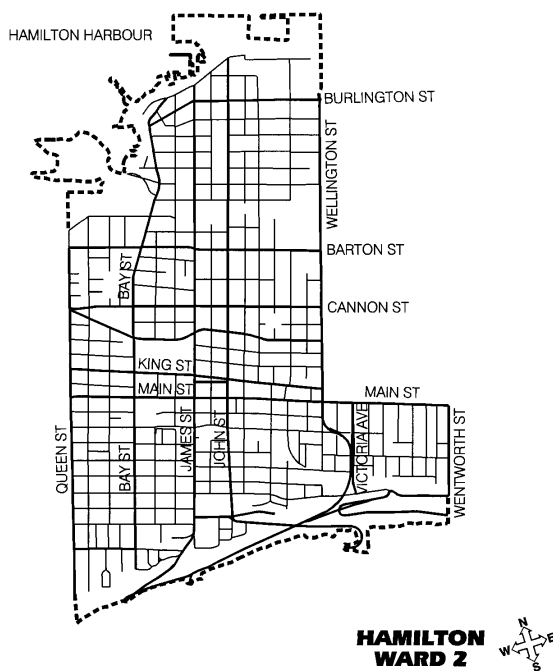 HAMILTON HARBOUR
BURLINGTON ST
WELLINGTON ST
BARTON ST
BAY ST
CANNON ST
KING ST
MAIN ST
MAIN ST
QUEEN ST
BAY ST
JAMES ST
JOHN ST
VICTORIA AVE
WENTWORTH ST
HAMILTON
WARD 2
N
W
E
S